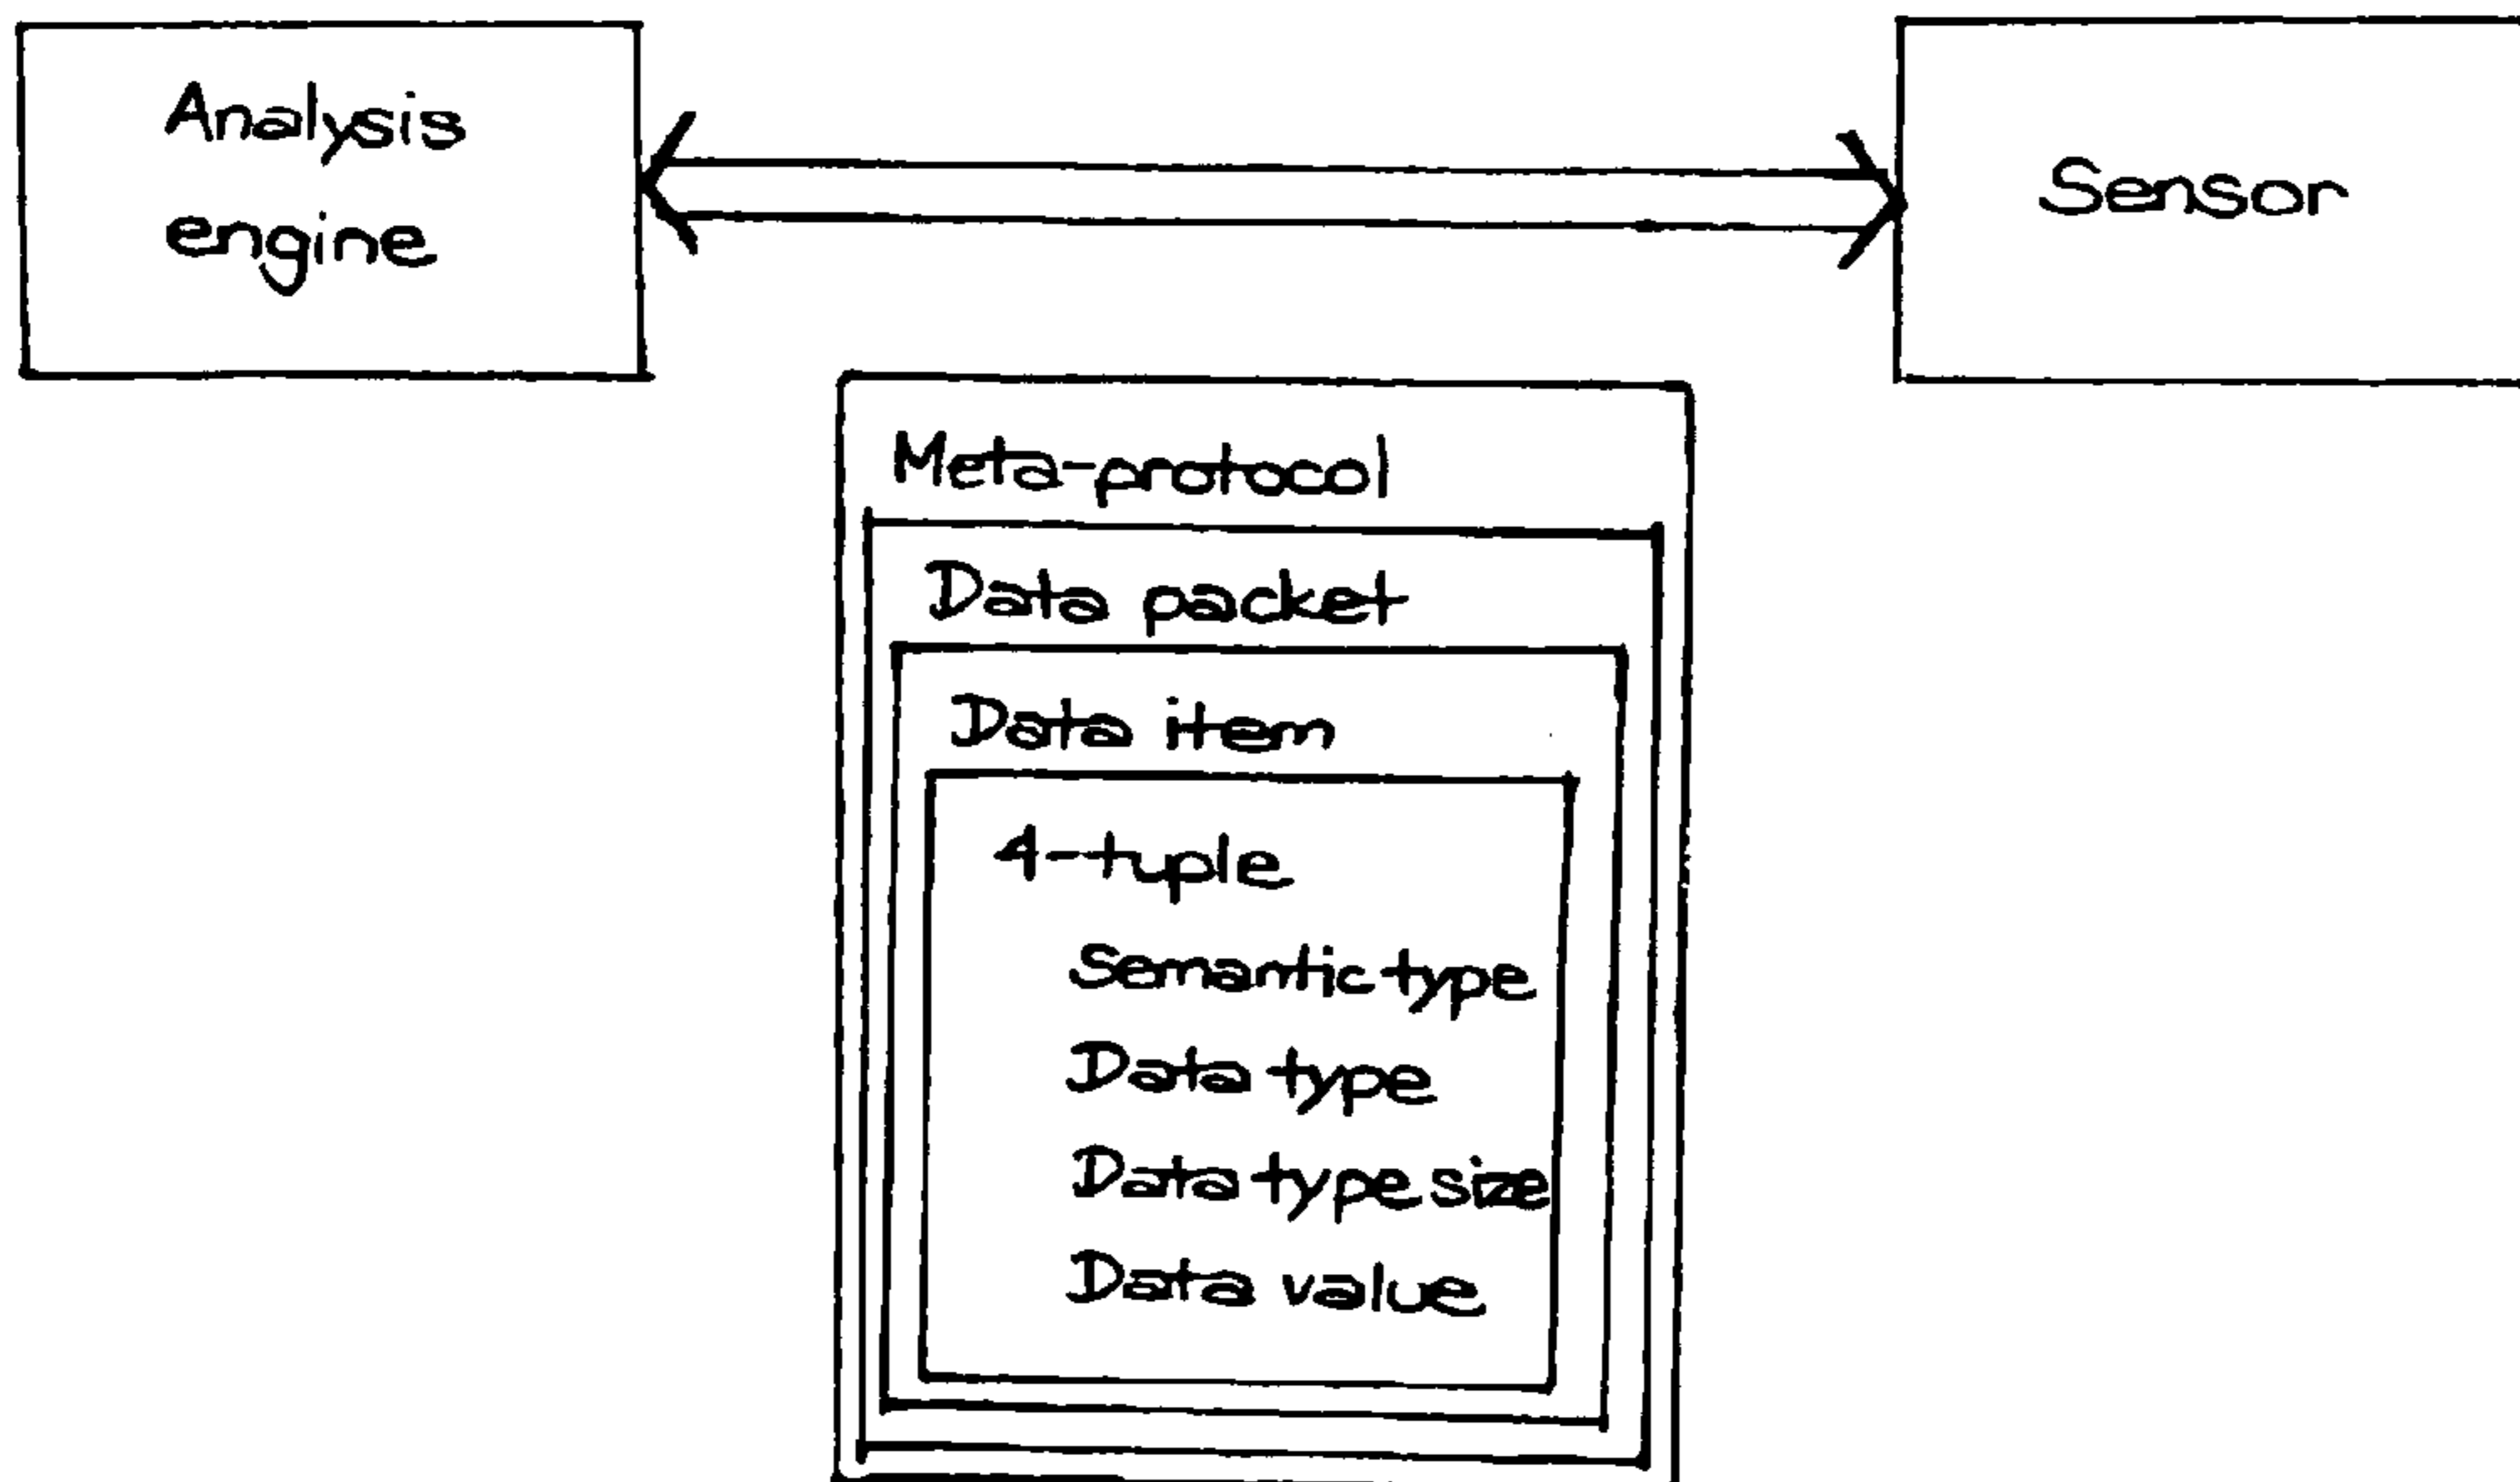 Analysis
engine
Sensor
Meta-protocol
Data packet
Data item
4-tuple
Semantic type
Data type
Data type size
Data value